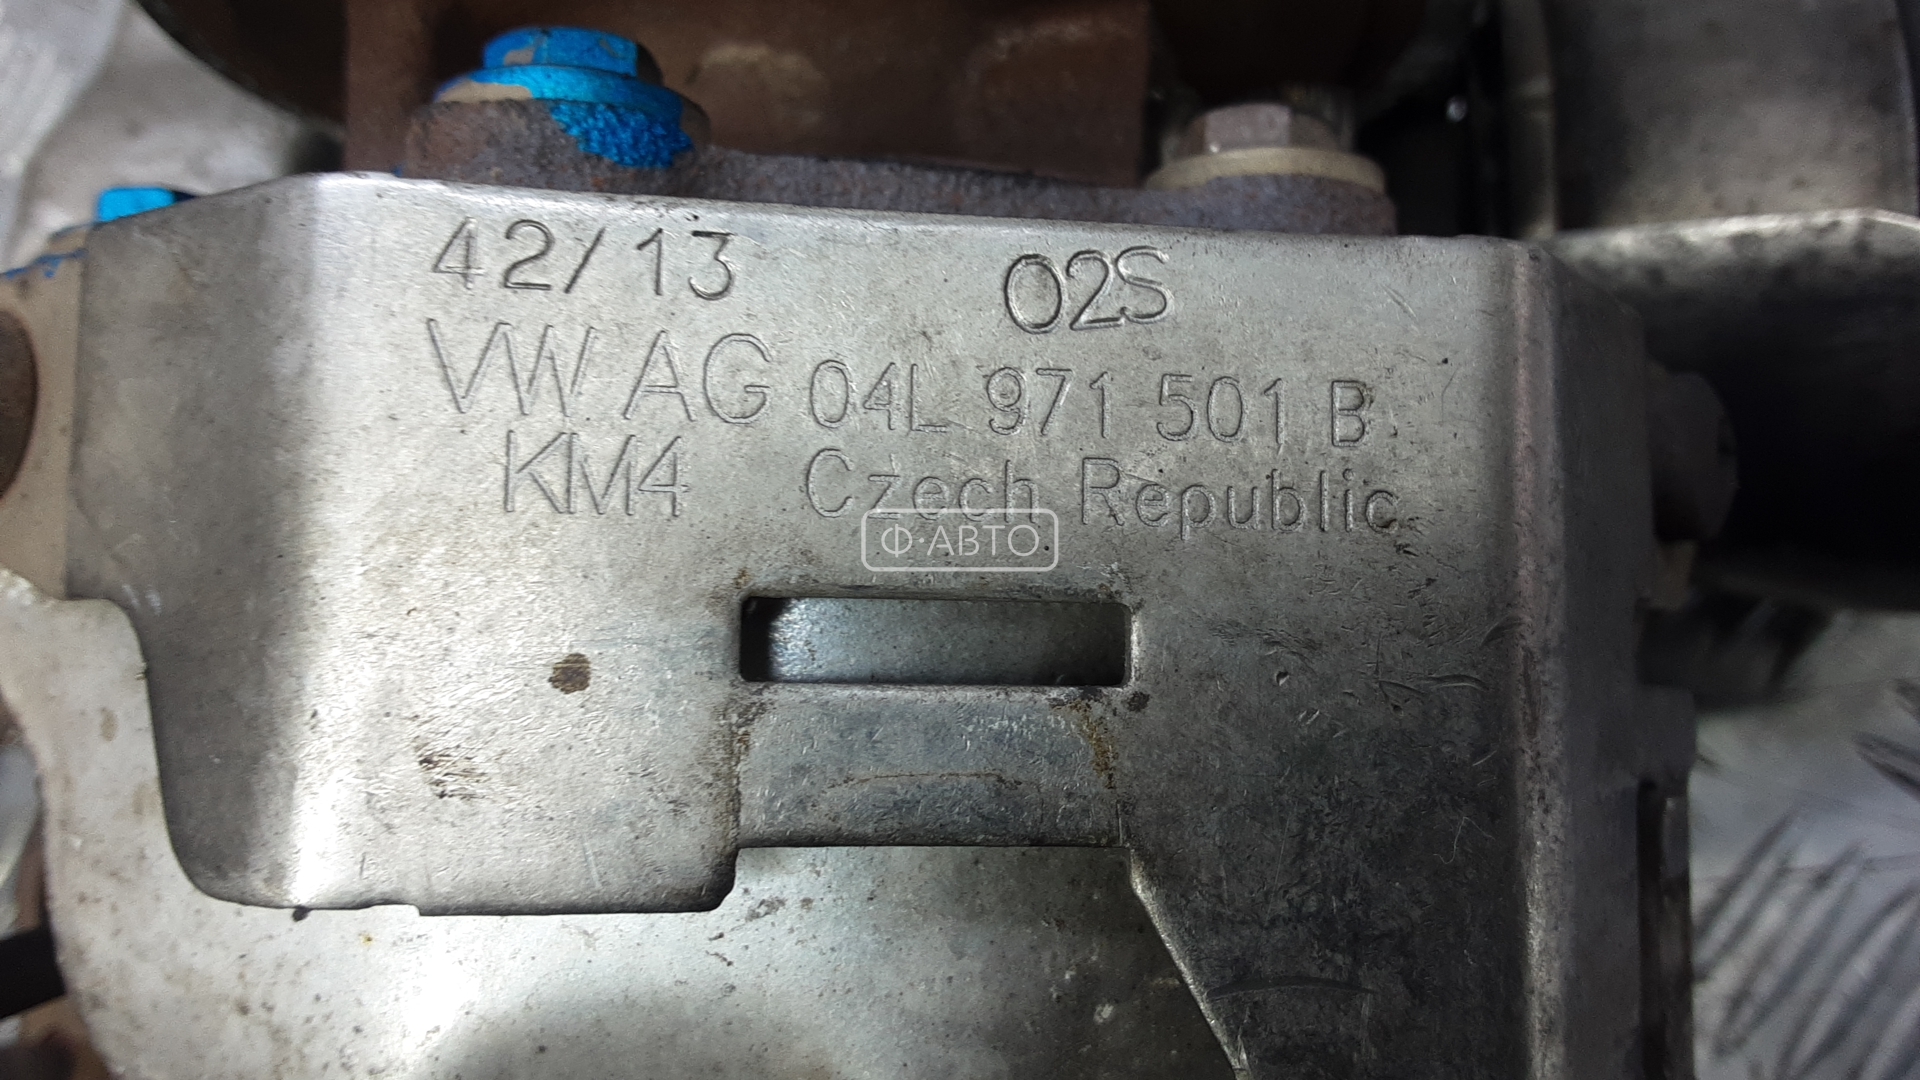 42/13 02S
VW AG 04L 971 501 B
KM4 Czech Republic
Ф·АВТО